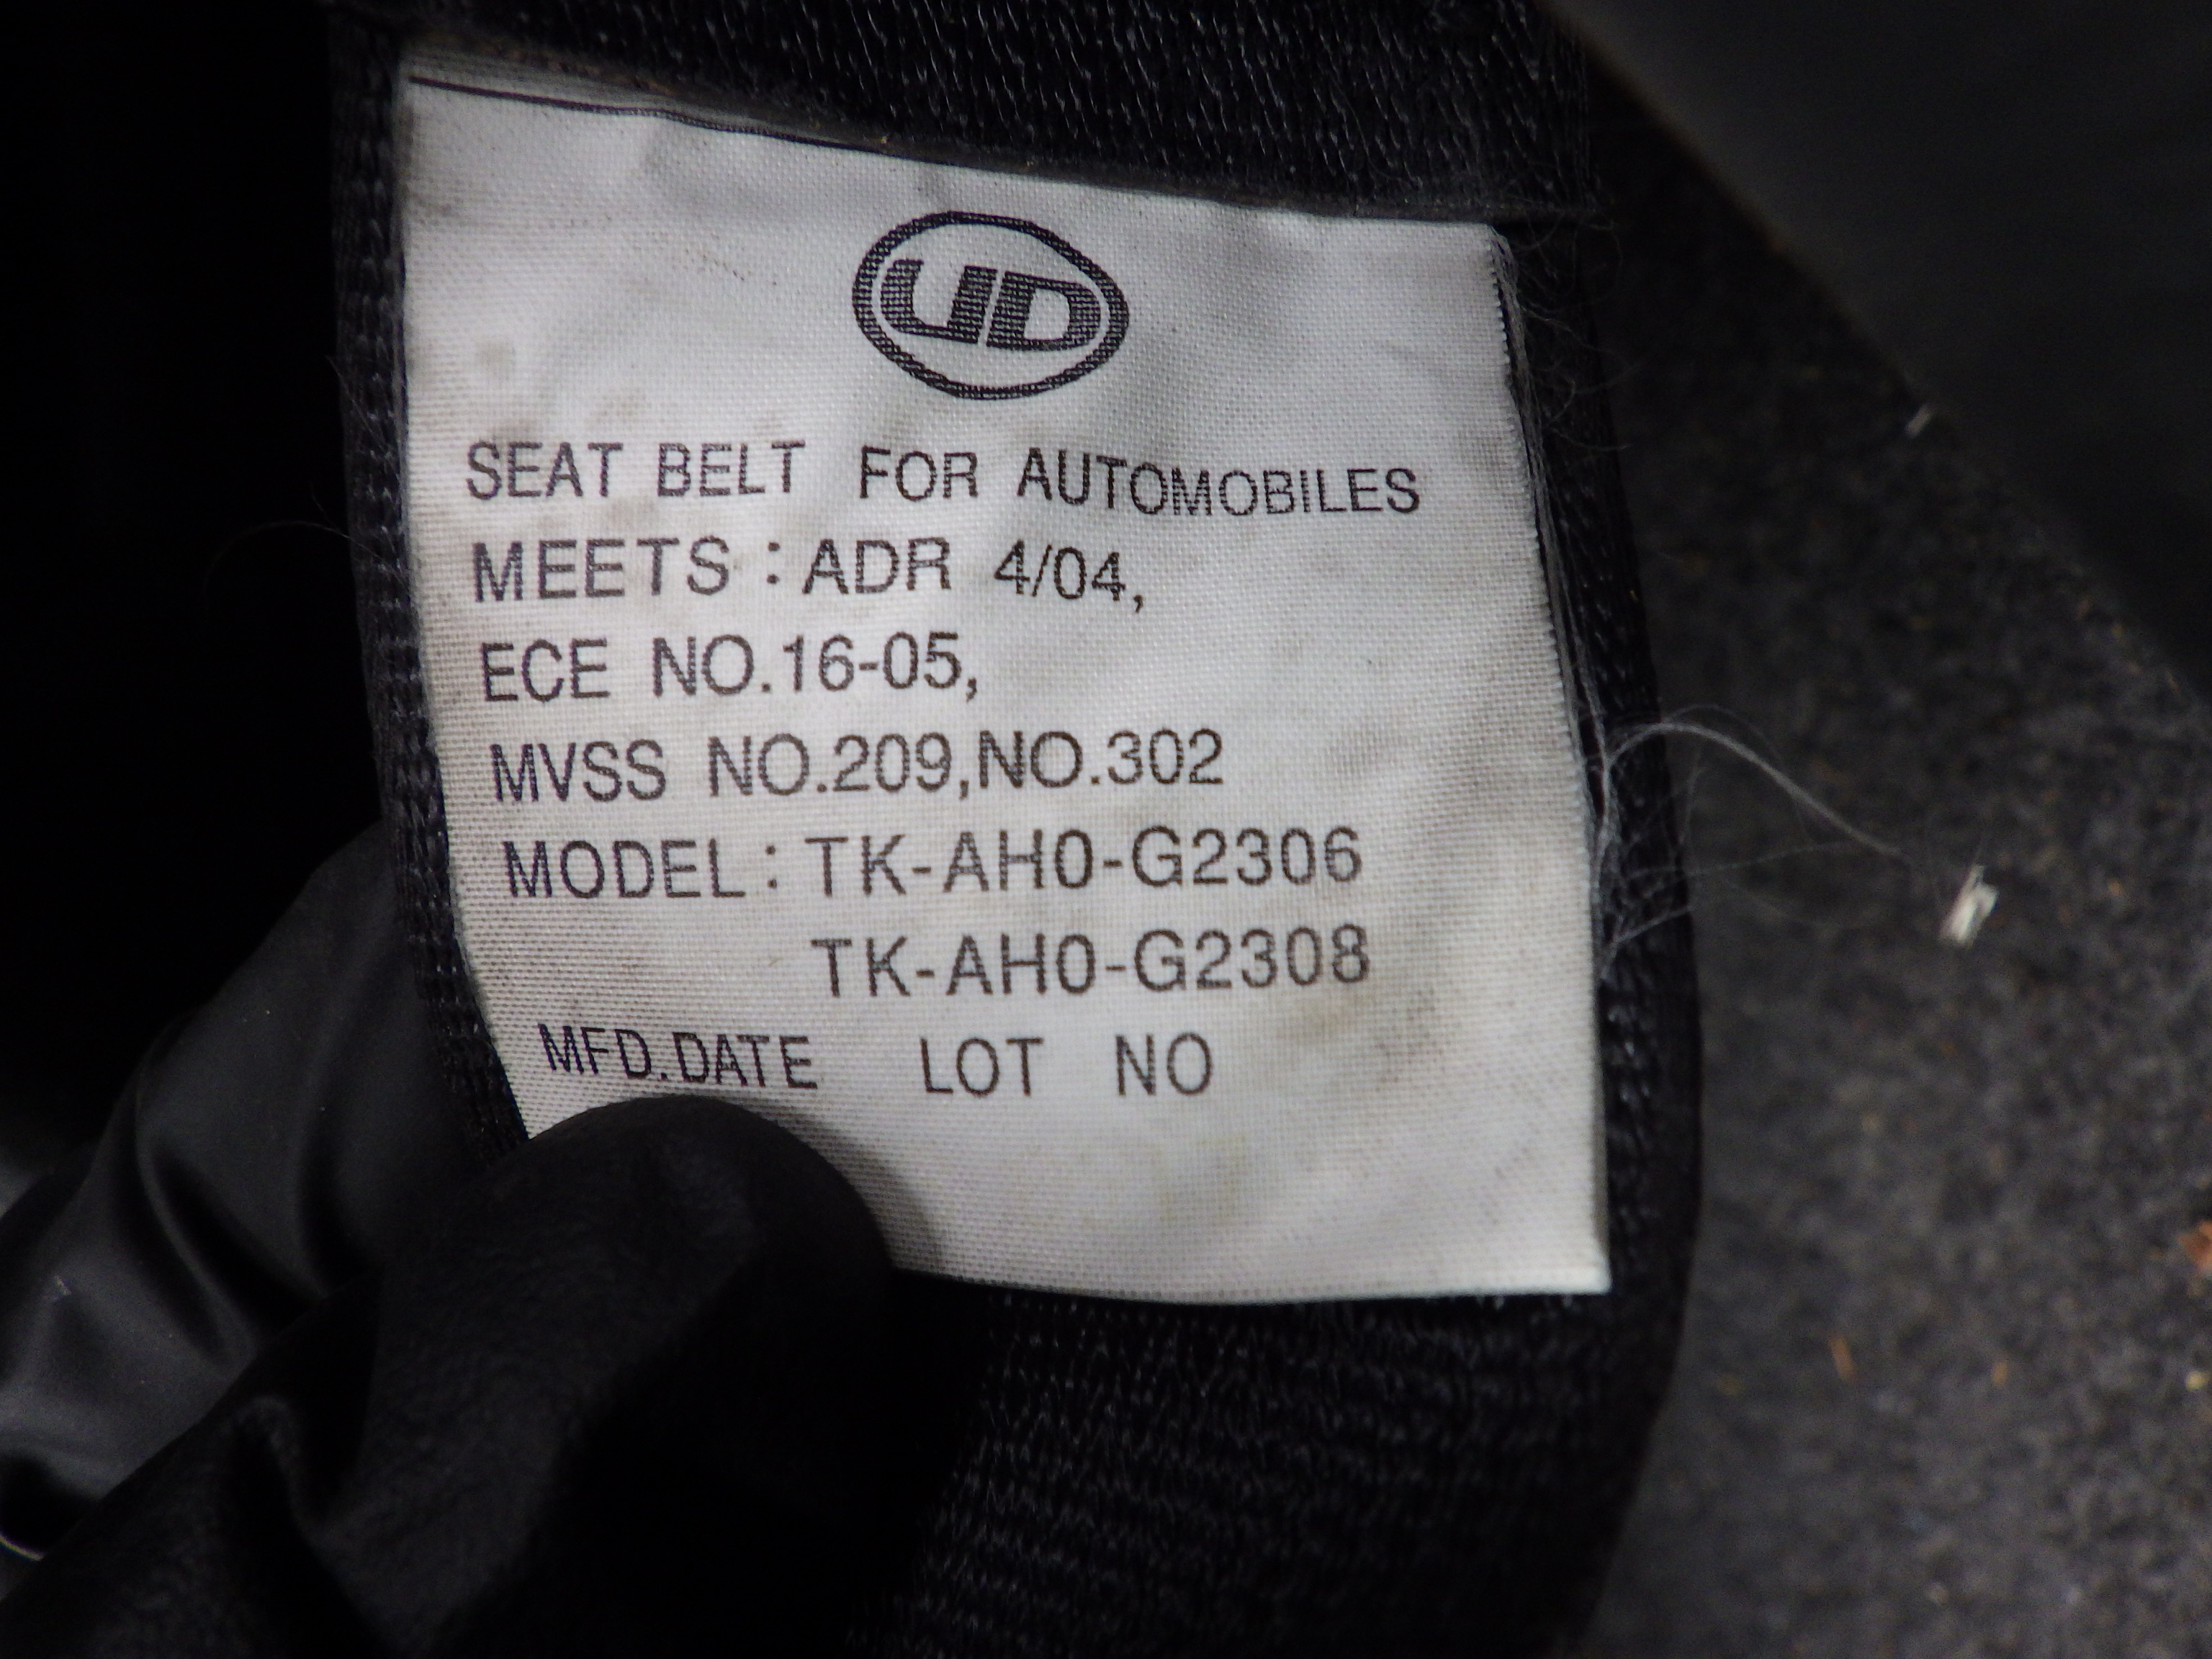 UD
SEAT BELT FOR AUTOMOBILES
MEETS : ADR 4/04,
ECE NO.16-05,
MVSS NO.209,NO.302
MODEL : TK-AH0-G2306
TK-AH0-G2308
MFD.DATE LOT NO